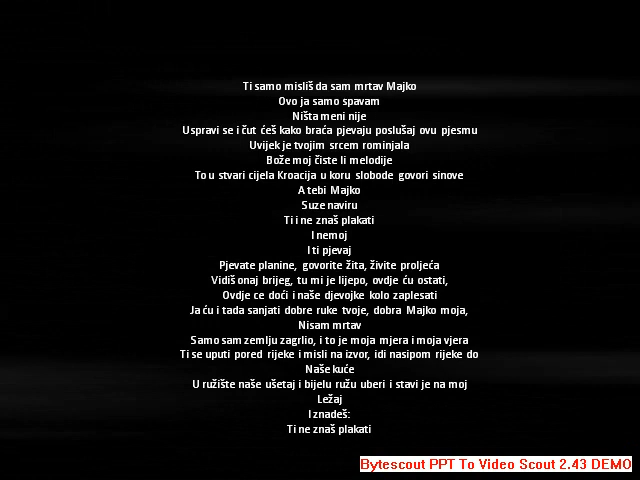 Ti samo misliš da sam mrtav Majko
Ovo ja samo spavam
Ništa meni nije
Uspravi se i čut ćeš kako braća pjevaju poslušaj ovu pjesmu
Uvijek je tvojim srcem rominjala
Bože moj čiste li melodije
To u stvari cijela Kroacija u koru slobode govori sinove
A tebi Majko
Suze naviru
Ti i ne znaš plakati
I nemoj
I ti pjevaj
Pjevate planine, govorite žita, živite proljeća
Vidiš onaj brijeg, tu mi je lijepo, ovdje ću ostati,
Ovdje ce doći i naše djevojke kolo zaplesati
Ja ću i tada sanjati dobre ruke tvoje, dobra Majko moja,
Nisam mrtav
Samo sam zemlju zagrlio, i to je moja mjera i moja vjera
Ti se uputi pored rijeke i misli na izvor, idi nasipom rijeke do
Naše kuće
U ružište naše ušetaj i bijelu ružu uberi i stavi je na moj
Ležaj
I znadeš:
Ti ne znaš plakati
Bytescout PPT To Video Scout 2.43 DEMO